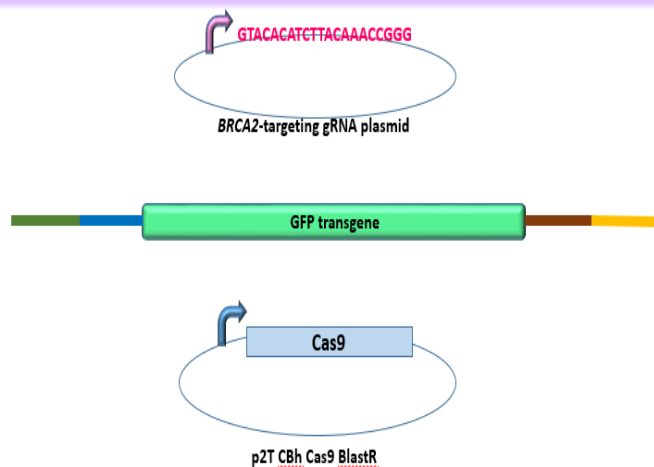 GTACACATCTTACAAACCGGG
BRCA2-targeting gRNA plasmid
GFP transgene
Cas9
p2T CBh Cas9 BlastR